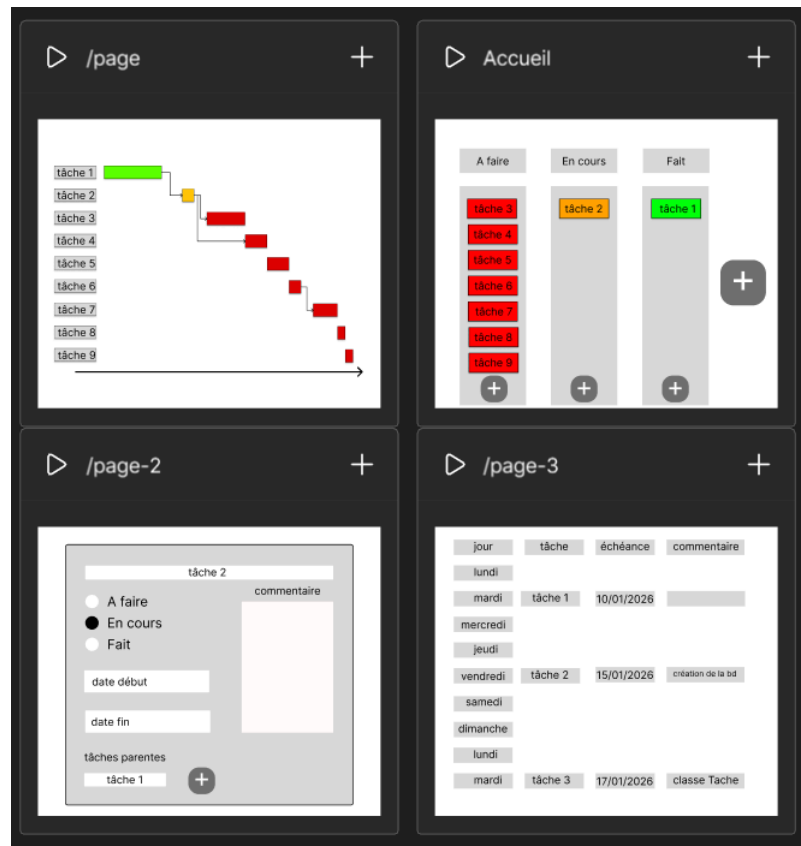 /page
tâche 1
tâche 2
tâche 3
tâche 4
tâche 5
tâche 6
tâche 7
tâche 8
tâche 9
Accueil
A faire En cours Fait
tâche 3 tâche 2 tâche 1
tâche 4
tâche 5
tâche 6
tâche 7
tâche 8
tâche 9
/page-2
tâche 2
A faire
En cours
Fait
commentaire
date début
date fin
tâches parentes
tâche 1
/page-3
jour tâche échéance commentaire
lundi
mardi tâche 1 10/01/2026
mercredi
jeudi
vendredi tâche 2 15/01/2026 création de la bd
samedi
dimanche
lundi
mardi tâche 3 17/01/2026 classe Tache